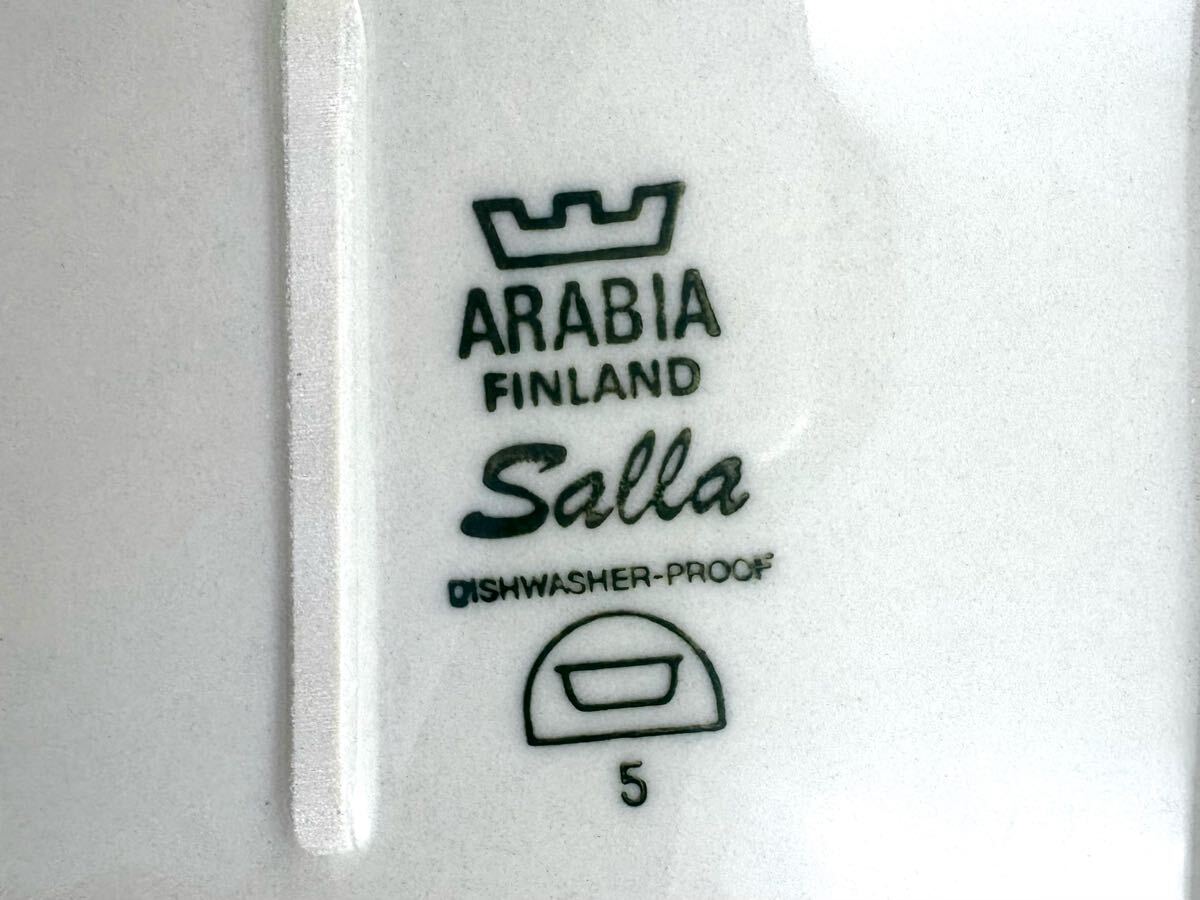 ARABIA
FINLAND
Salla
DISHWASHER-PROOF
5